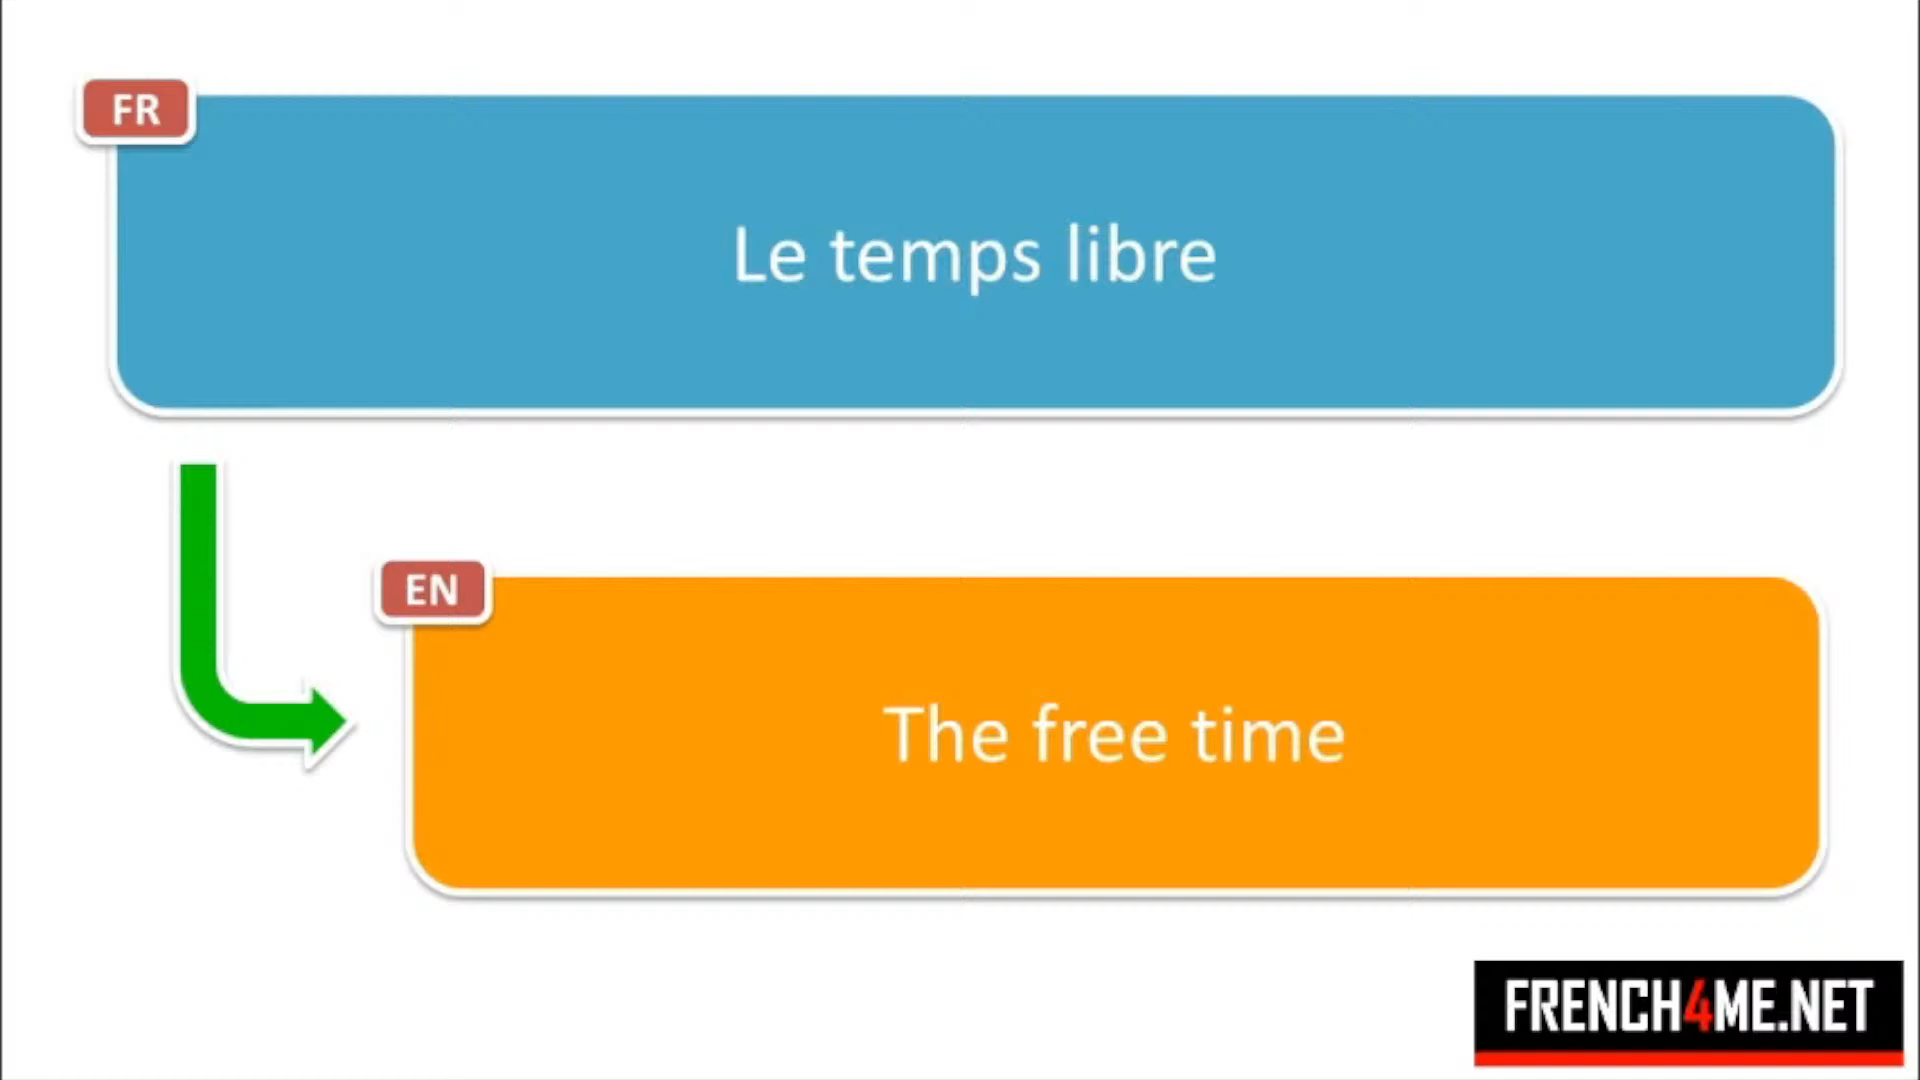 FR
Le temps libre
EN
The free time
FRENCH4ME.NET